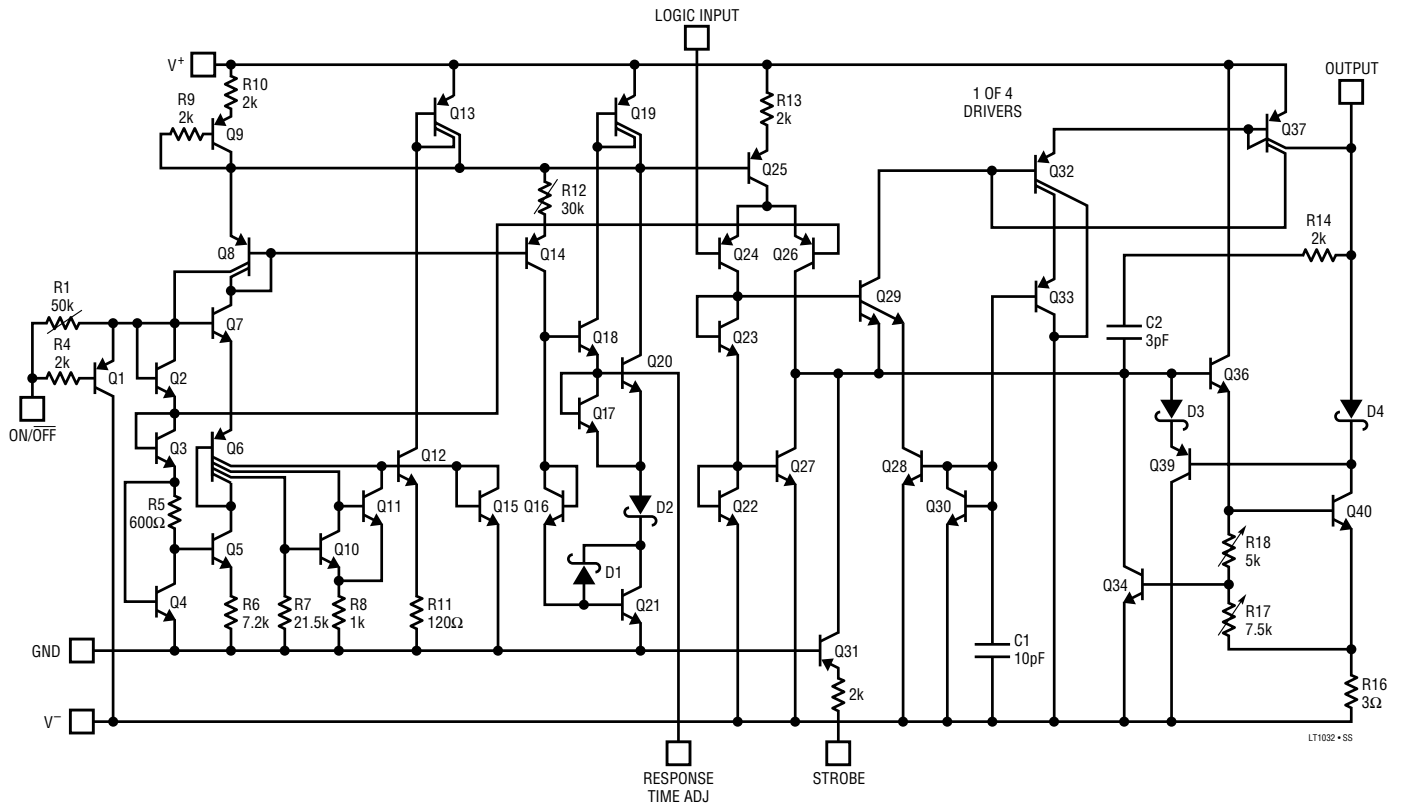 LOGIC INPUT
V+
R10
2k
R9
2k
Q9
Q13
Q19
R13
2k
1 OF 4
DRIVERS
OUTPUT
Q37
Q25
Q32
R12
30k
Q8
Q14
Q24
Q26
R14
2k
R1
50k
Q7
Q29
Q33
R4
2k
Q1
Q2
Q18
Q23
C2
3pF
Q20
Q36
ON/OFF
Q3
Q6
Q17
D3
D4
Q12
Q39
R5
600Ω
Q11
Q15
Q16
D2
Q22
Q27
Q28
Q30
Q40
Q5
Q10
R18
5k
Q4
D1
Q34
R6
7.2k
R7
21.5k
R8
1k
R11
120Ω
Q21
R17
7.5k
GND
Q31
C1
10pF
2k
R16
3Ω
V−
LT1032 • SS
RESPONSE
TIME ADJ
STROBE